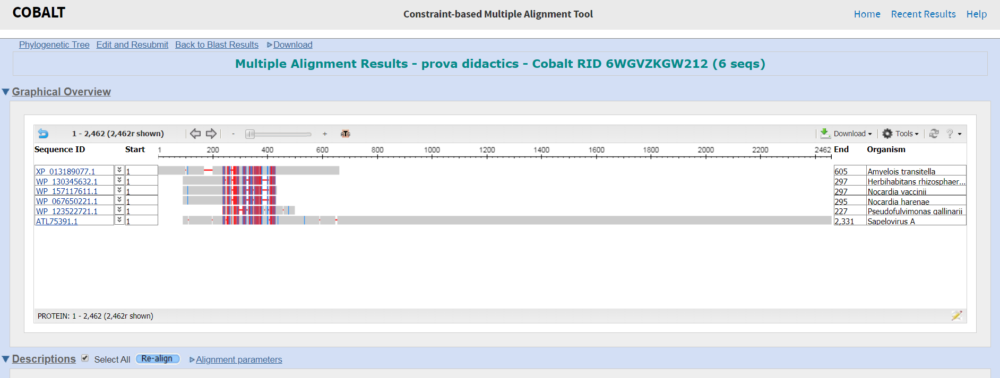 COBALT
Constraint-based Multiple Alignment Tool
Home Recent Results Help
Phylogenetic Tree Edit and Resubmit Back to Blast Results Download
Multiple Alignment Results - prova didactics - Cobalt RID 6WGVZKGW212 (6 seqs)
Graphical Overview
1 - 2,462 (2,462r shown) - + ATG Download Tools ?
Sequence ID Start 1 200 400 600 800 1000 1200 1400 1600 1800 2000 2200 2462 End Organism
XP_013189077.1 1 605 Amyelois transitella
WP_130345632.1 1 297 Herbihabitans rhizosphaer...
WP_157117611.1 1 297 Nocardia vaccinii
WP_067650221.1 1 295 Nocardia harenae
WP_123522721.1 1 227 Pseudofulvimonas gallinarii
ATL75391.1 1 2,331 Sapelovirus A
PROTEIN: 1 - 2,462 (2,462r shown)
Descriptions Select All Re-align Alignment parameters